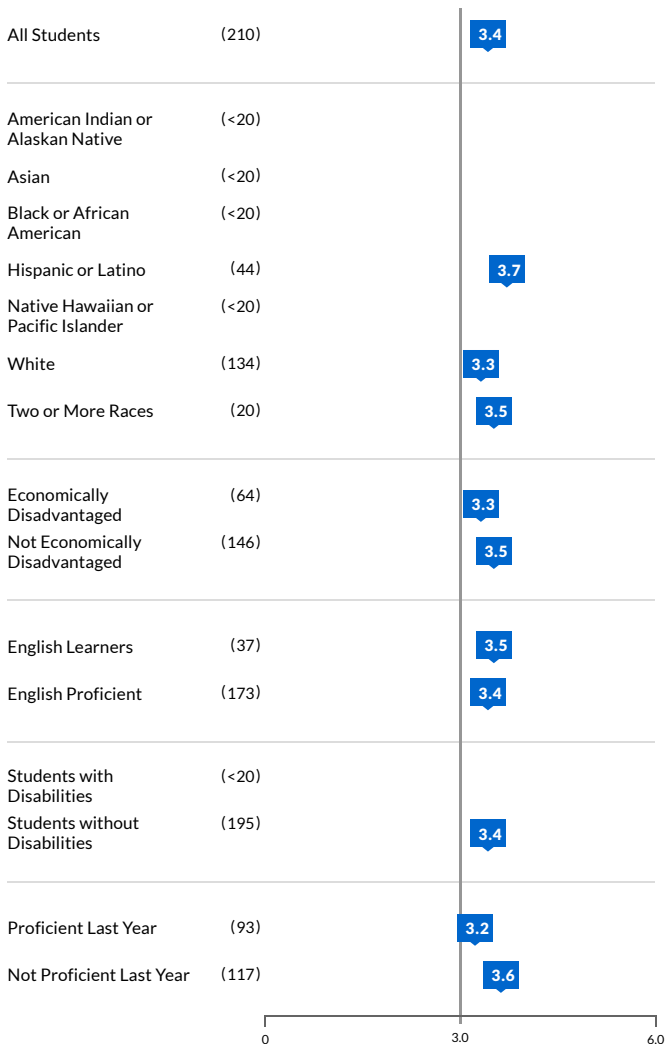 All Students (210) 3.4
American Indian or (<20)
Alaskan Native
Asian (<20)
Black or African (<20)
American
Hispanic or Latino (44) 3.7
Native Hawaiian or (<20)
Pacific Islander
White (134) 3.3
Two or More Races (20) 3.5
Economically (64) 3.3
Disadvantaged
Not Economically (146) 3.5
Disadvantaged
English Learners (37) 3.5
English Proficient (173) 3.4
Students with (<20)
Disabilities
Students without (195) 3.4
Disabilities
Proficient Last Year (93) 3.2
Not Proficient Last Year (117) 3.6
0 3.0 6.0